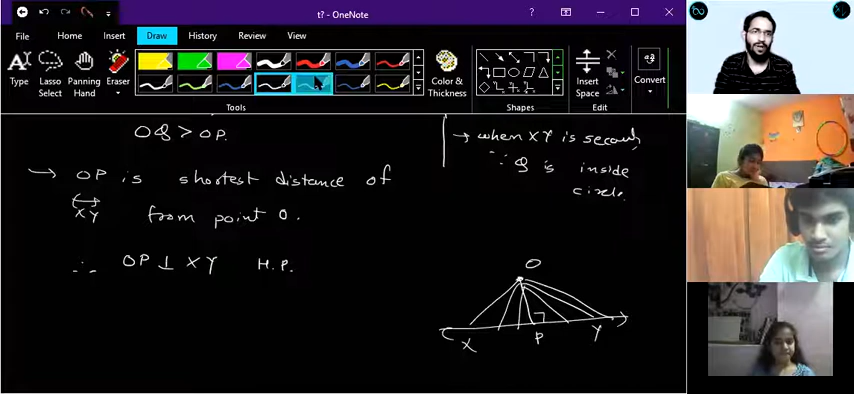 t? - OneNote
File Home Insert Draw History Review View
Type Lasso Select Panning Hand Eraser Color & Thickness Insert Space Convert
Tools Shapes Edit
OQ > OP.
→ OP is shortest distance of
XY from point O.
∴ OP ⊥ XY H.P.
→ when XY is secant,
∵ Q is inside
circle.
O
X P Y